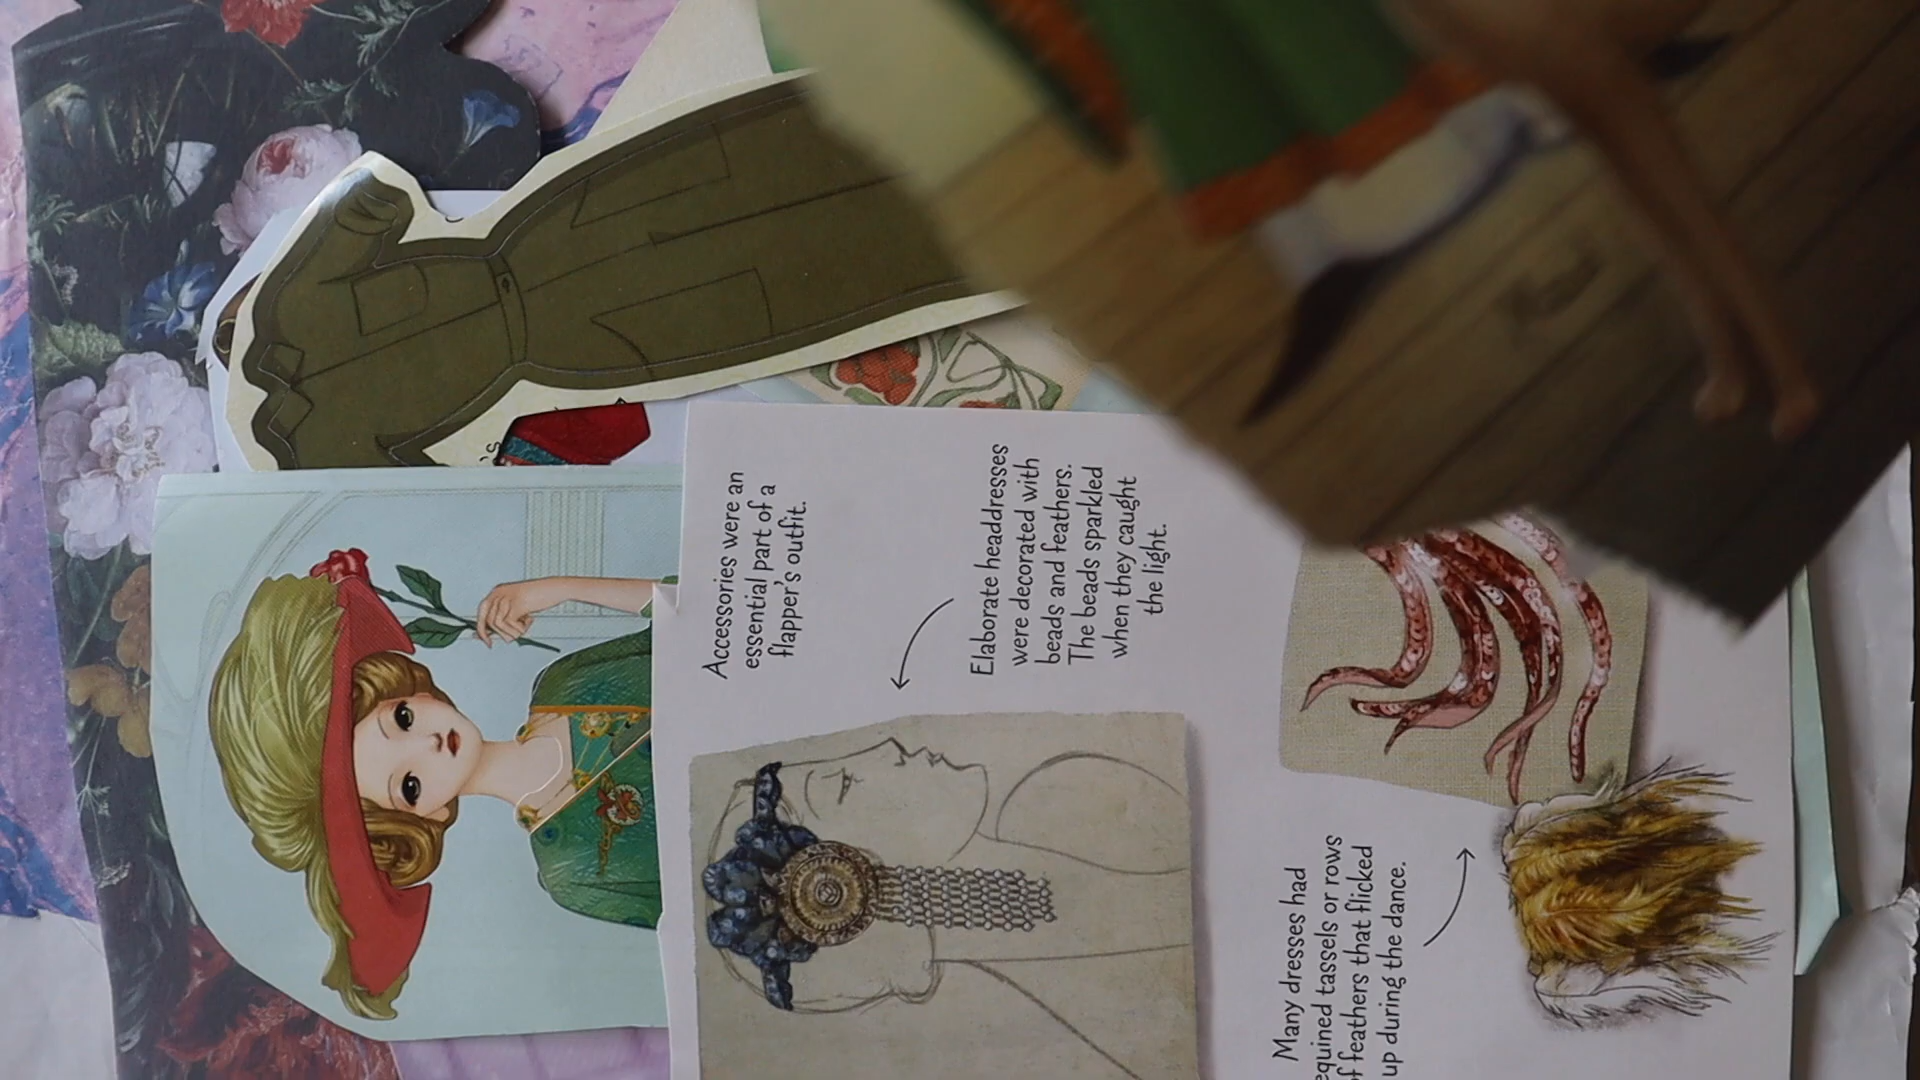 Accessories were an
essential part of a
flapper's outfit.
Elaborate headdresses
were decorated with
beads and feathers.
The beads sparkled
when they caught
the light.
Many dresses had
equined tassels or rows
of feathers that flicked
up during the dance.
's